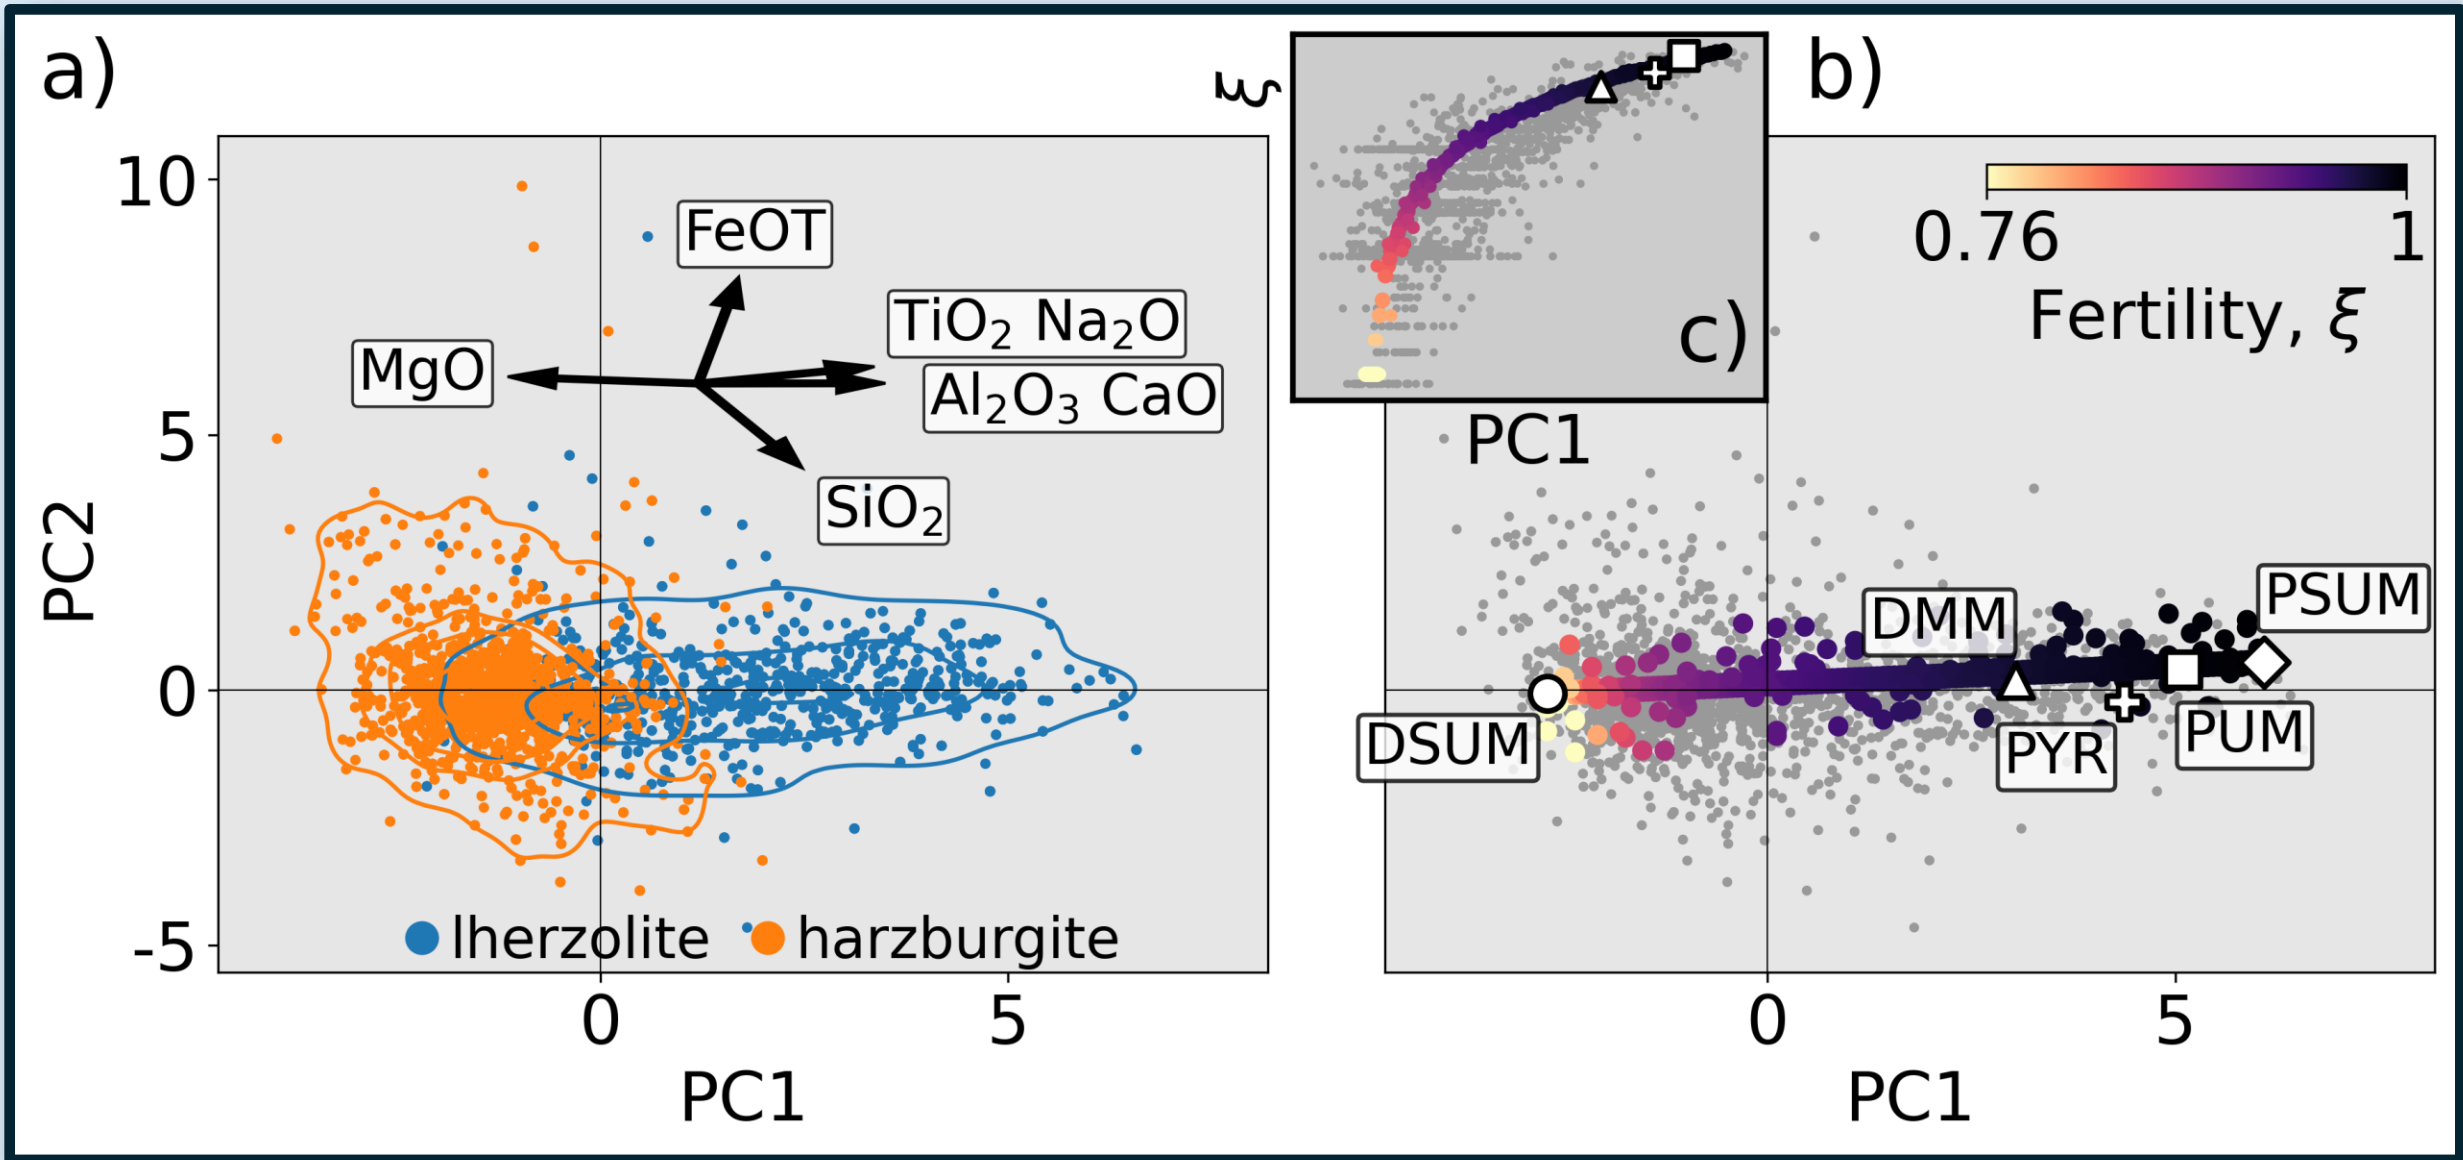 a)
10
5
0
-5
PC2
FeOT
MgO
TiO₂ Na₂O
Al₂O₃ CaO
SiO₂
lherzolite
harzburgite
0
5
PC1
ξ
c)
PC1
b)
0.76
1
Fertility, ξ
DMM
PSUM
DSUM
PYR
PUM
0
5
PC1